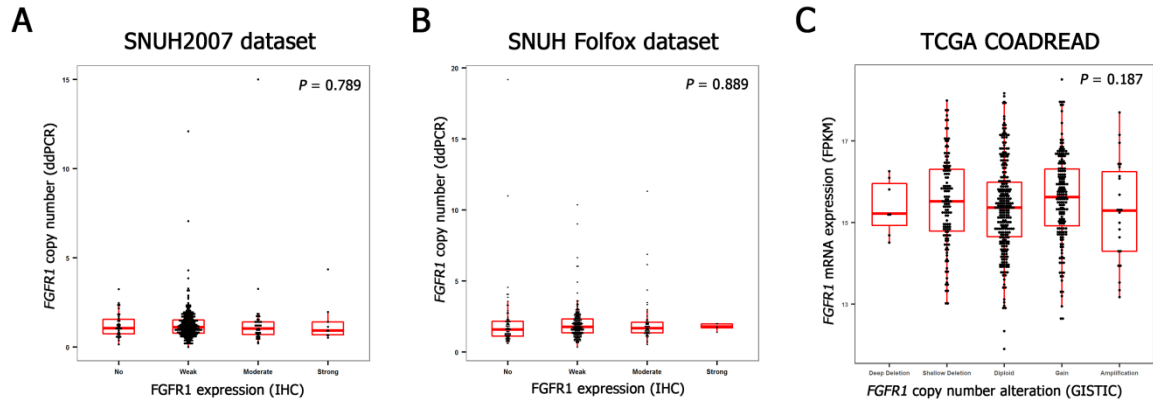 A
SNUH2007 dataset
P = 0.789
15
10
5
0
FGFR1 copy number (ddPCR)
No Weak Moderate Strong
FGFR1 expression (IHC)
B
SNUH Folfox dataset
P = 0.889
20
15
10
5
0
FGFR1 copy number (ddPCR)
No Weak Moderate Strong
FGFR1 expression (IHC)
C
TCGA COADREAD
P = 0.187
17
15
13
FGFR1 mRNA expression (FPKM)
Deep Deletion Shallow Deletion Diploid Gain Amplification
FGFR1 copy number alteration (GISTIC)